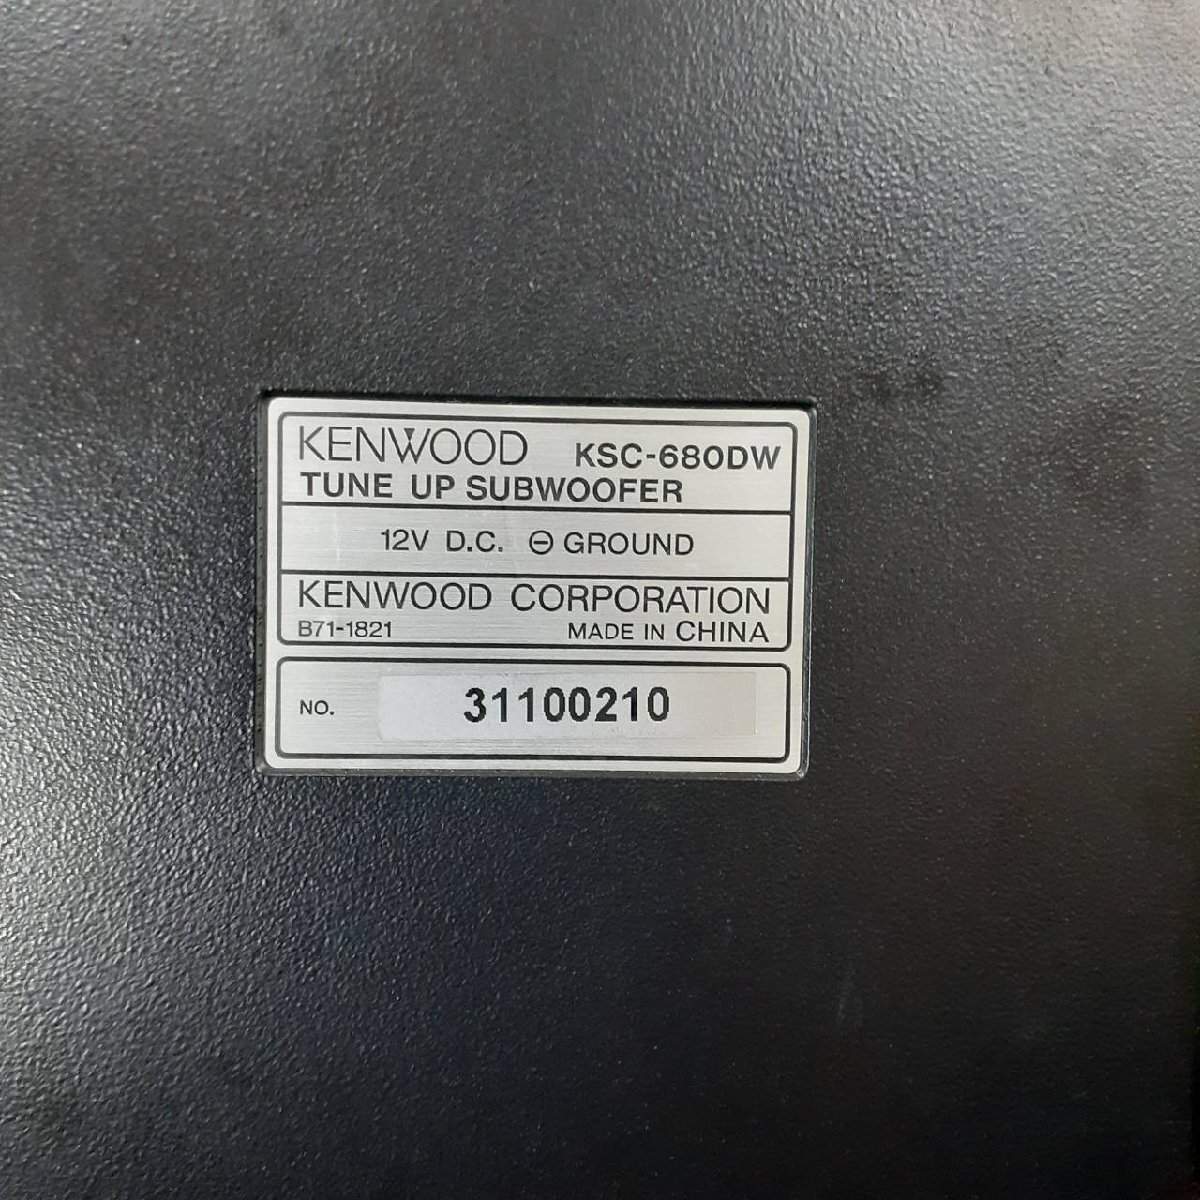 KENWOOD KSC-680DW
TUNE UP SUBWOOFER
12V D.C. ⊖ GROUND
KENWOOD CORPORATION
B71-1821 MADE IN CHINA
NO. 31100210